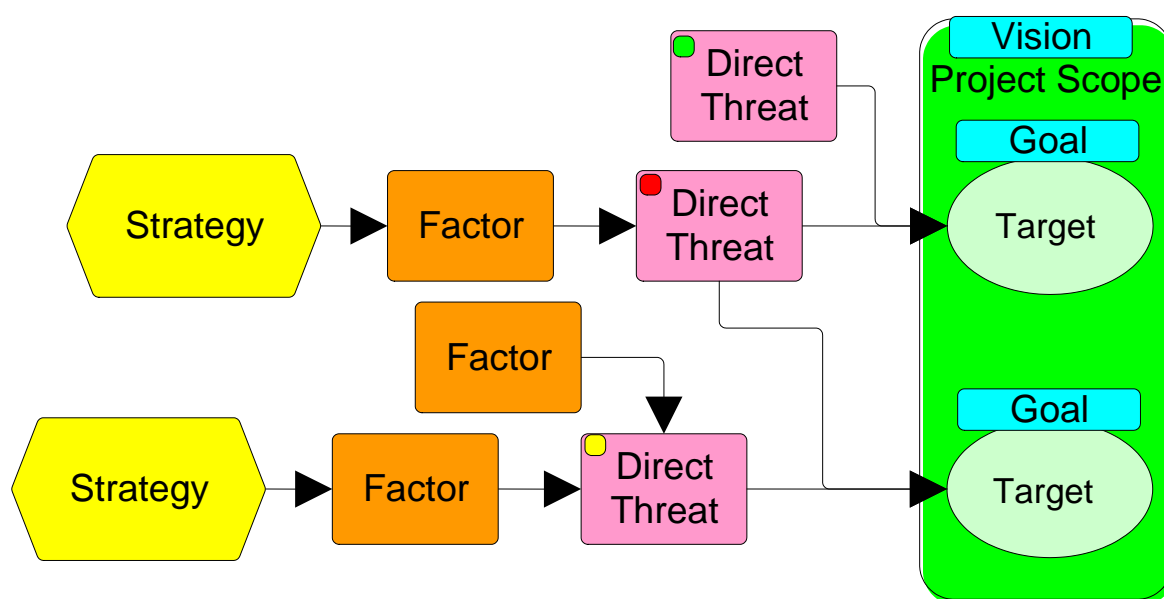 Vision
Project Scope
Direct
Threat
Goal
Strategy
Factor
Direct
Threat
Target
Factor
Goal
Strategy
Factor
Direct
Threat
Target